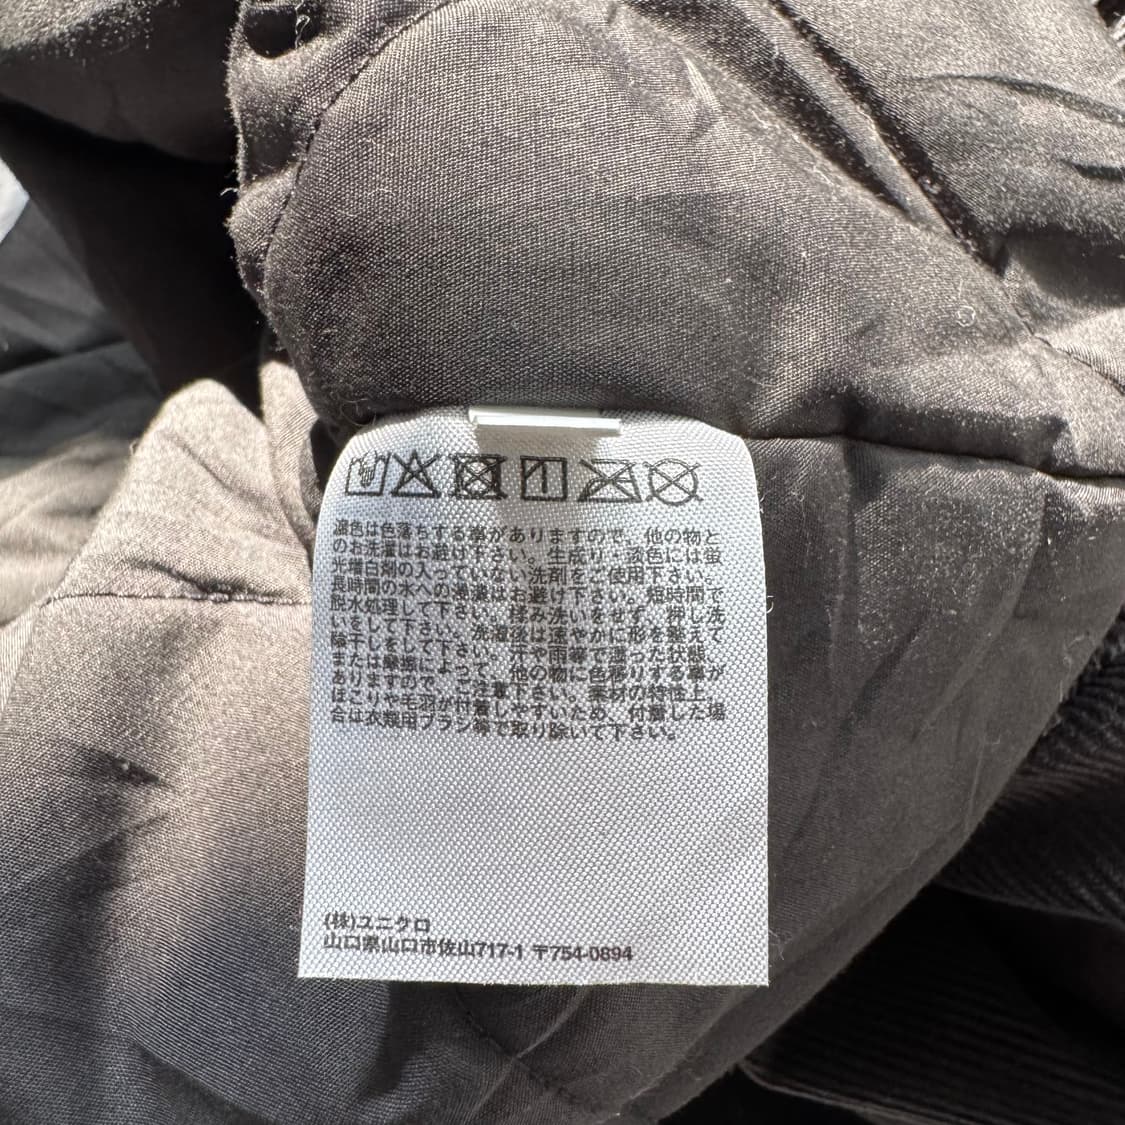 濃色は色落ちする事がありますので、他の物と
のお洗濯はお避け下さい。生成り・淡色には蛍
光増白剤の入っていない洗剤をご使用下さい。
長時間の水への浸漬はお避け下さい。短時間で
脱水処理して下さい。揉み洗いをせず、押し洗
いをして下さい。洗濯後は速やかに形を整えて
陰干しをして下さい。汗や雨等で湿った状態、
または摩擦によって、他の物に色移りする事が
ありますので、ご注意下さい。素材の特性上、
ほこりや毛羽が付着しやすいため、付着した場
合は衣類用ブラシ等で取り除いて下さい。
(株)ユニクロ
山口県山口市佐山717-1 〒754-0894